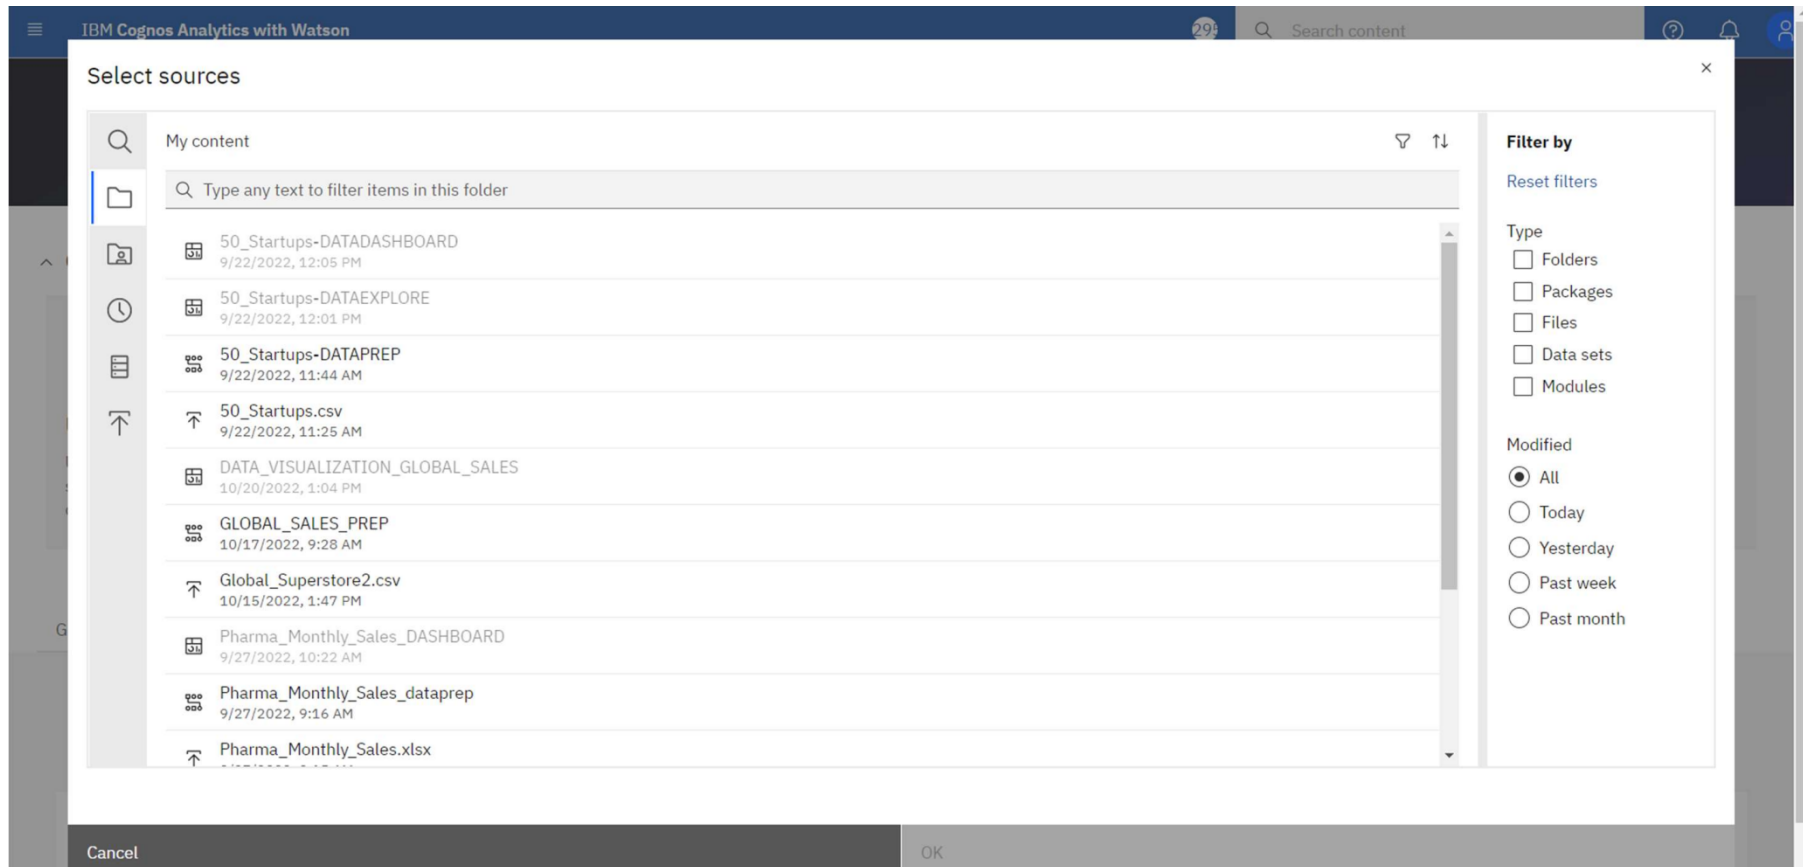 IBM Cognos Analytics with Watson
Search content
Select sources
My content
Type any text to filter items in this folder
50_Startups-DATADASHBOARD
9/22/2022, 12:05 PM
50_Startups-DATAEXPLORE
9/22/2022, 12:01 PM
50_Startups-DATAPREP
9/22/2022, 11:44 AM
50_Startups.csv
9/22/2022, 11:25 AM
DATA_VISUALIZATION_GLOBAL_SALES
10/20/2022, 1:04 PM
GLOBAL_SALES_PREP
10/17/2022, 9:28 AM
Global_Superstore2.csv
10/15/2022, 1:47 PM
Pharma_Monthly_Sales_DASHBOARD
9/27/2022, 10:22 AM
Pharma_Monthly_Sales_dataprep
9/27/2022, 9:16 AM
Pharma_Monthly_Sales.xlsx
Filter by
Reset filters
Type
Folders
Packages
Files
Data sets
Modules
Modified
All
Today
Yesterday
Past week
Past month
G
Cancel
OK